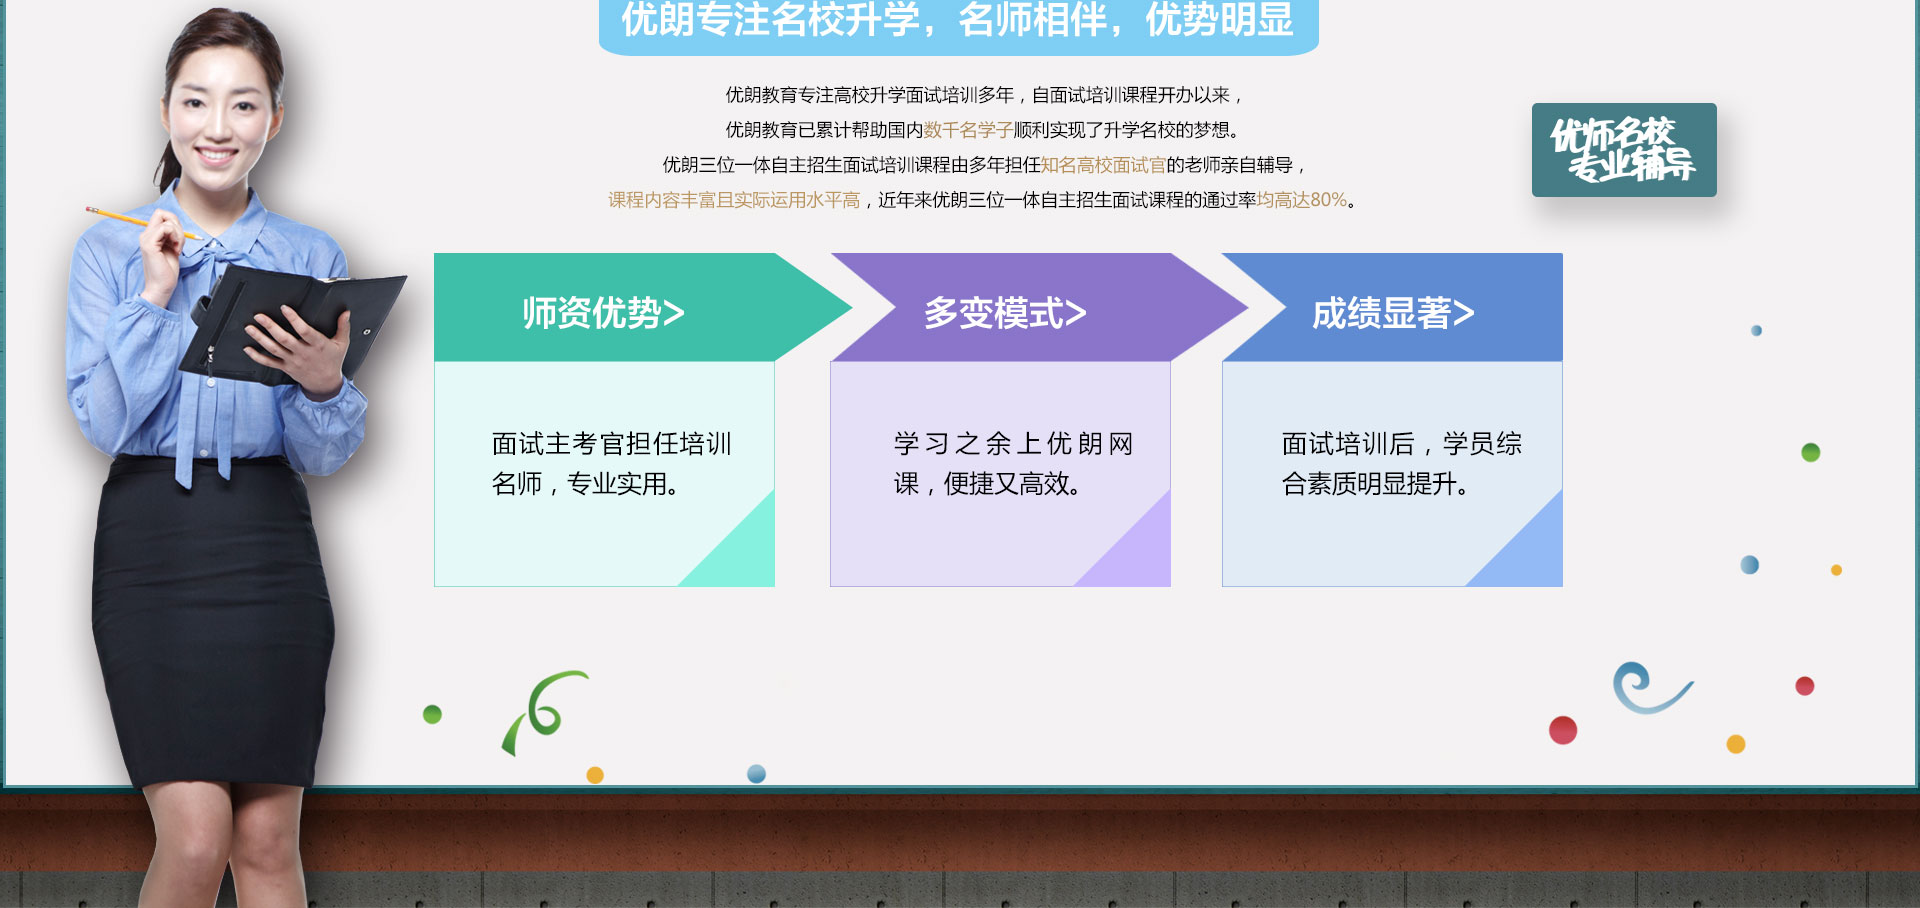 优朗专注名校升学，名师相伴，优势明显
优朗教育专注高校升学面试培训多年，自面试培训课程开办以来，
优朗教育已累计帮助国内数千名学子顺利实现了升学名校的梦想。
优朗三位一体自主招生面试培训课程由多年担任知名高校面试官的老师亲自辅导，
课程内容丰富且实际运用水平高，近年来优朗三位一体自主招生面试课程的通过率均高达80%。
优师名校
专业辅导
师资优势>
多变模式>
成绩显著>
面试主考官担任培训
名师，专业实用。
学习之余上优朗网
课，便捷又高效。
面试培训后，学员综
合素质明显提升。